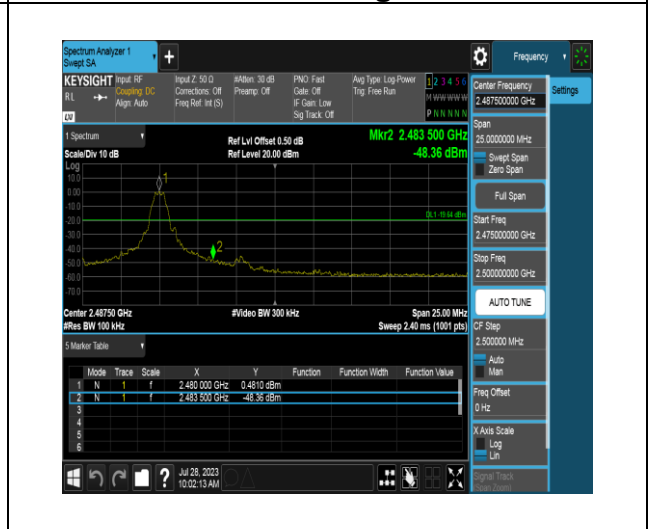 Spectrum Analyzer 1
Swept SA
+
Frequency
KEYSIGHT
RL
Input: RF
Coupling: DC
Align: Auto
Input Z: 50 Ω
Corrections: Off
Freq Ref: Int (S)
#Atten: 30 dB
Preamp: Off
PNO: Fast
Gate: Off
IF Gain: Low
Sig Track: Off
Avg Type: Log-Power
Trig: Free Run
1 2 3 4 5 6
M W W W W W
P N N N N N
Center Frequency
2.487500000 GHz
Settings
Span
25.0000000 MHz
Swept Span
Zero Span
Full Span
Start Freq
2.475000000 GHz
Stop Freq
2.500000000 GHz
AUTO TUNE
CF Step
2.500000 MHz
Auto
Man
Freq Offset
0 Hz
X Axis Scale
Log
Lin
Signal Track
(Span Zoom)
1 Spectrum
Scale/Div 10 dB
Ref Lvl Offset 0.50 dB
Ref Level 20.00 dBm
Mkr2 2.483 500 GHz
-48.36 dBm
Log
10.0
0.00
-10.0
-20.0
-30.0
-40.0
-50.0
-60.0
-70.0
1
2
DL1 -19.64 dBm
Center 2.48750 GHz
#Res BW 100 kHz
#Video BW 300 kHz
Span 25.00 MHz
Sweep 2.40 ms (1001 pts)
5 Marker Table
Mode Trace Scale X Y Function Function Width Function Value
1 N 1 f 2.480 000 GHz 0.4810 dBm
2 N 1 f 2.483 500 GHz -48.36 dBm
3
4
5
6
?
Jul 28, 2023
10:02:13 AM